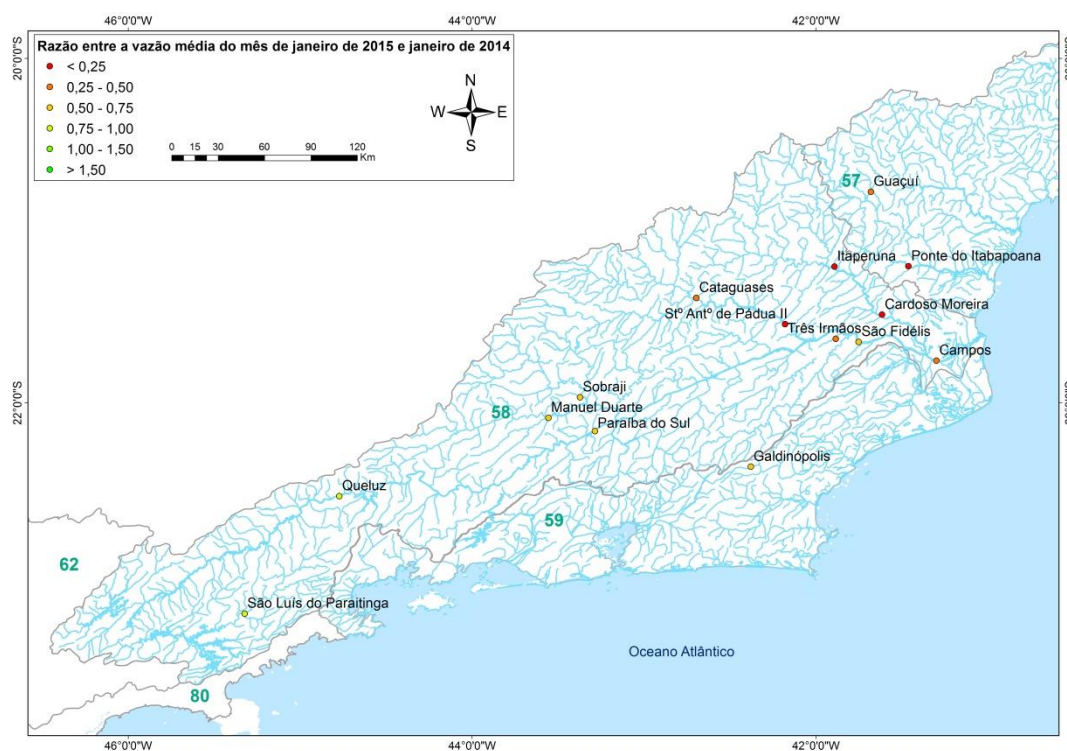 46°0'0"W 44°0'0"W 42°0'0"W
20°0'0"S
Razão entre a vazão média do mês de janeiro de 2015 e janeiro de 2014
< 0,25
0,25 - 0,50
0,50 - 0,75
0,75 - 1,00
1,00 - 1,50
> 1,50
N
W E
S
0 15 30 60 90 120
Km
57
Guaçuí
Itaperuna
Ponte do Itabapoana
Cataguases
Cardoso Moreira
Stº Antº de Pádua II
Três Irmãos
São Fidélis
Campos
22°0'0"S
Sobraji
58
Manuel Duarte
Paraíba do Sul
Galdinópolis
Queluz
59
62
São Luís do Paraitinga
Oceano Atlântico
80
46°0'0"W 44°0'0"W 42°0'0"W